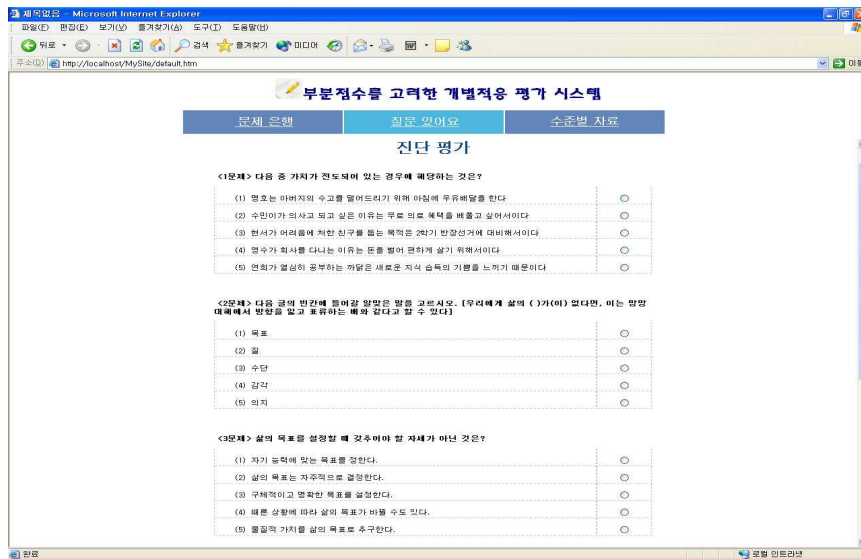 제목없음 - Microsoft Internet Explorer
파일(F) 편집(E) 보기(V) 즐겨찾기(A) 도구(T) 도움말(H)
뒤로 검색 즐겨찾기 미디어
주소(D) http://localhost/MySite/default.htm 이동
부분점수를 고려한 개별적응 평가 시스템
문제 은행 질문 있어요 수준별 자료
진단 평가
<1문제> 다음 중 가치가 전도되어 있는 경우에 해당하는 것은?
(1) 명호는 아버지의 수고를 덜어드리기 위해 아침에 우유배달을 한다
(2) 수민이가 의사고 되고 싶은 이유는 무료 의료 혜택을 베풀고 싶어서이다
(3) 현서가 어려움에 처한 친구를 돕는 목적은 2학기 반장선거에 대비해서이다
(4) 영수가 회사를 다니는 이유는 돈을 벌어 편하게 살기 위해서이다
(5) 연희가 열심히 공부하는 까닭은 새로운 지식 습득의 기쁨을 느끼기 때문이다
<2문제> 다음 글의 빈칸에 들어갈 알맞은 말을 고르시오. [우리에게 삶의 ( )가(이) 없다면, 이는 망망
대해에서 방향을 잃고 표류하는 배와 같다고 할 수 있다]
(1) 목표
(2) 질
(3) 수단
(4) 감각
(5) 의지
<3문제> 삶의 목표를 설정할 때 갖추어야 할 자세가 아닌 것은?
(1) 자기 능력에 맞는 목표를 정한다.
(2) 삶의 목표는 자주적으로 결정한다.
(3) 구체적이고 명확한 목표를 설정한다.
(4) 때론 상황에 따라 삶의 목표가 바뀔 수도 있다.
(5) 물질적 가치를 삶의 목표로 추구한다.
완료 로컬 인트라넷